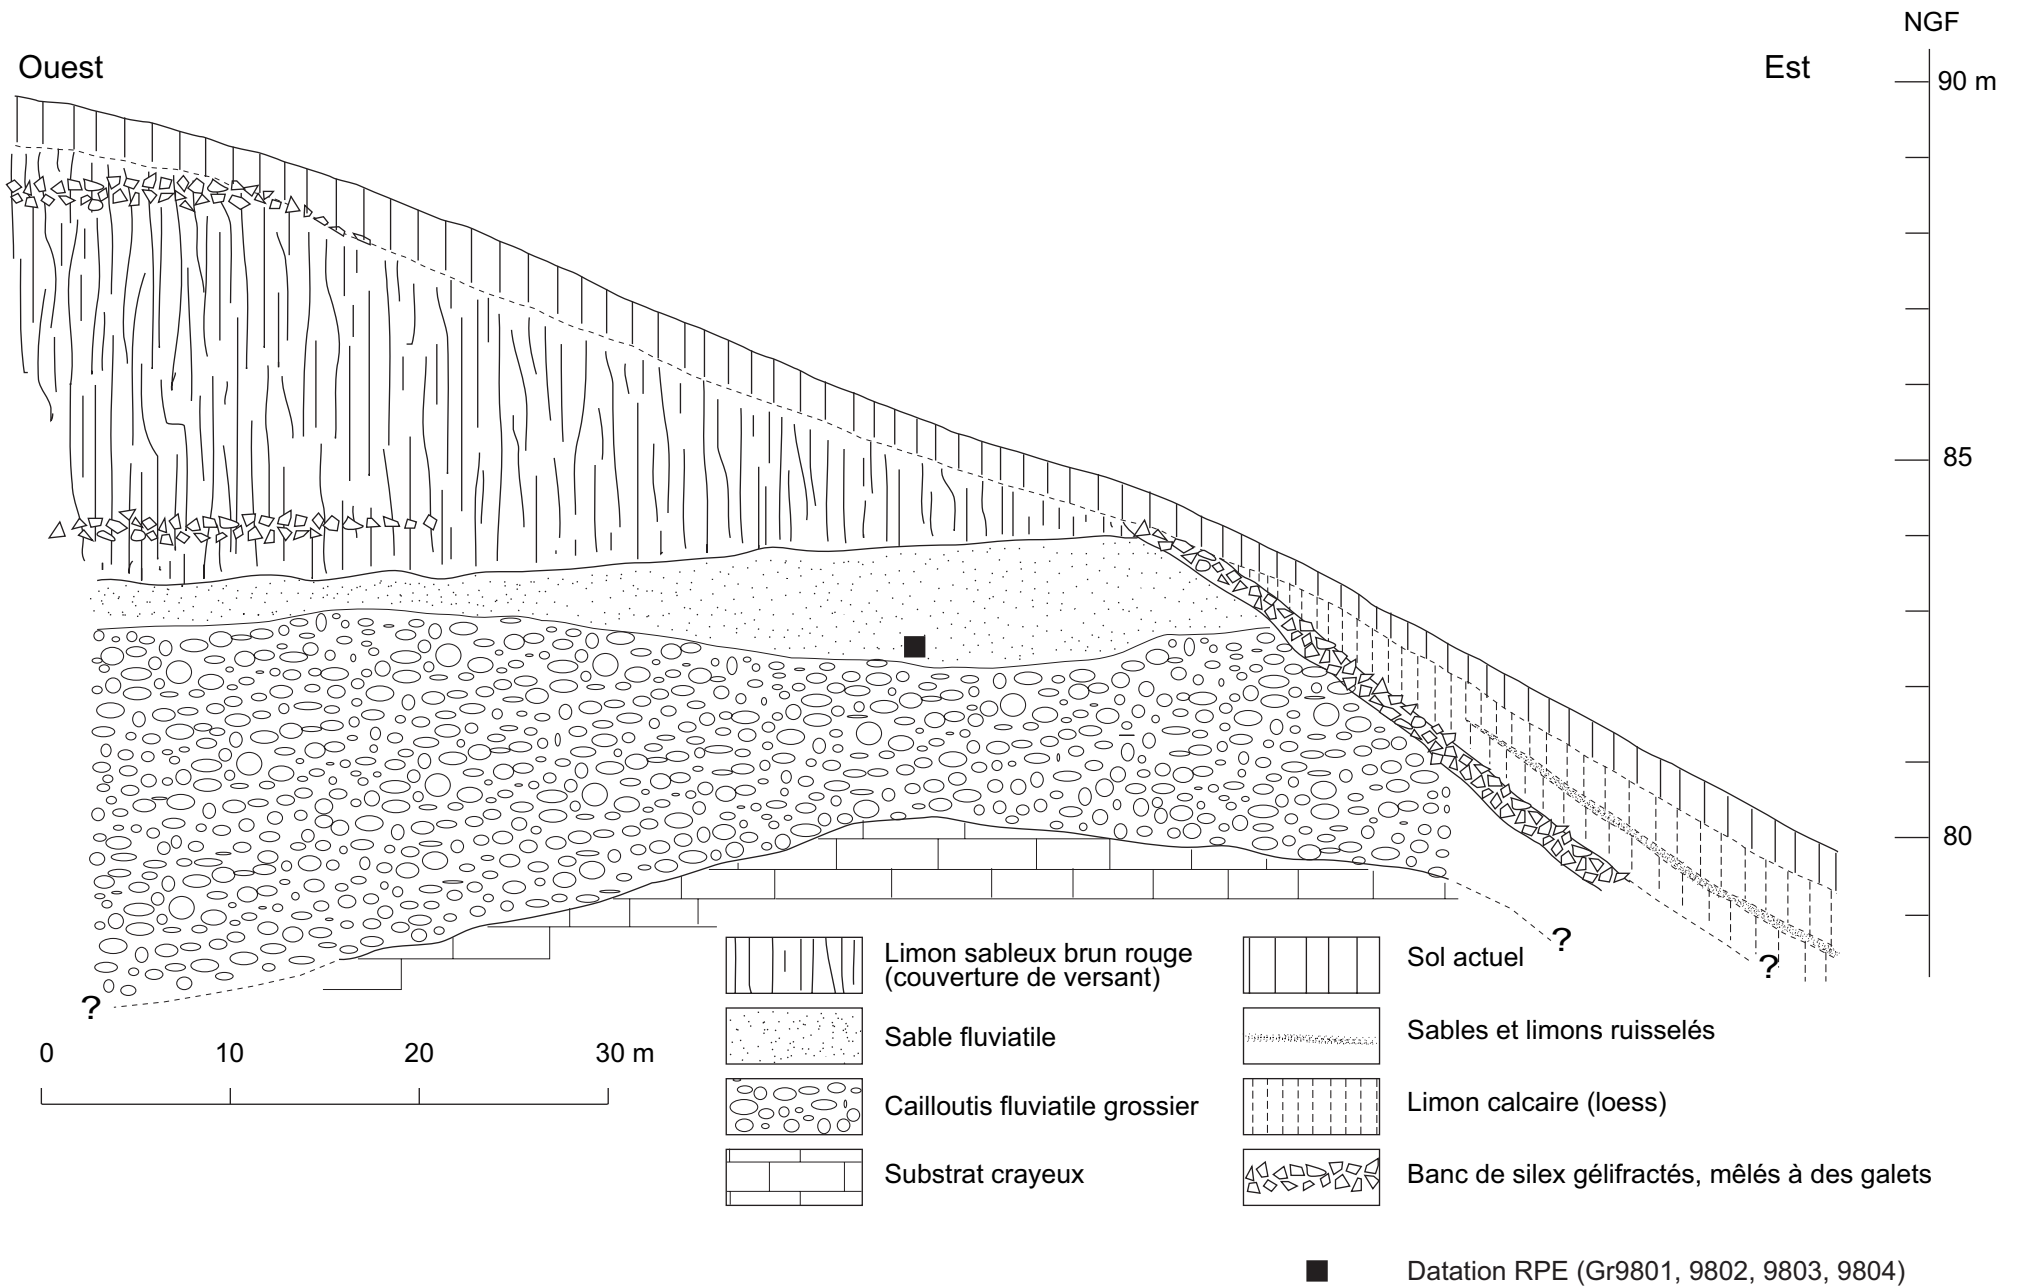 NGF
Ouest
Est
90 m
85
80
?
?
?
0 10 20 30 m
Limon sableux brun rouge
(couverture de versant)
Sable fluviatile
Cailloutis fluviatile grossier
Substrat crayeux
Sol actuel
Sables et limons ruisselés
Limon calcaire (loess)
Banc de silex gélifractés, mêlés à des galets
Datation RPE (Gr9801, 9802, 9803, 9804)